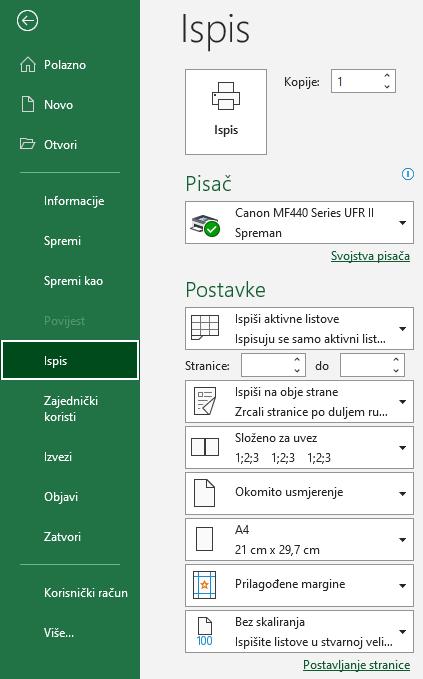 Ispis
Polazno
Novo
Otvori
Informacije
Spremi
Spremi kao
Povijest
Ispis
Zajednički
koristi
Izvezi
Objavi
Zatvori
Korisnički račun
Više...
Ispis
Kopije:
1
Pisač
Canon MF440 Series UFR II
Spreman
Svojstva pisača
Postavke
Ispiši aktivne listove
Ispisuju se samo aktivni list...
Stranice:
do
Ispiši na obje strane
Zrcali stranice po duljem ru...
Složeno za uvez
1;2;3 1;2;3 1;2;3
Okomito usmjerenje
A4
21 cm x 29,7 cm
Prilagođene margine
Bez skaliranja
100
Ispišite listove u stvarnoj veli...
Postavljanje stranice